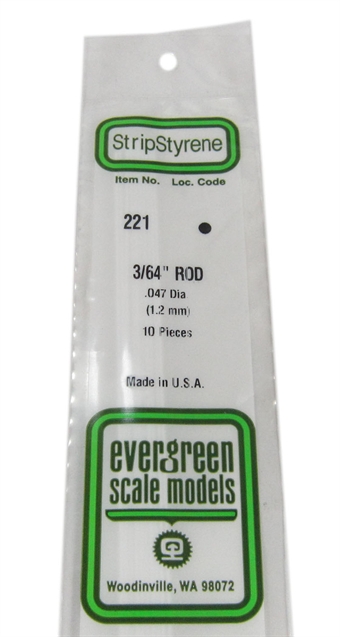 StripStyrene
Item No. Loc. Code
221
3/64" ROD
.047 Dia
(1.2 mm)
10 Pieces
Made in U.S.A.
evergreen
scale models
Woodinville, WA 98072